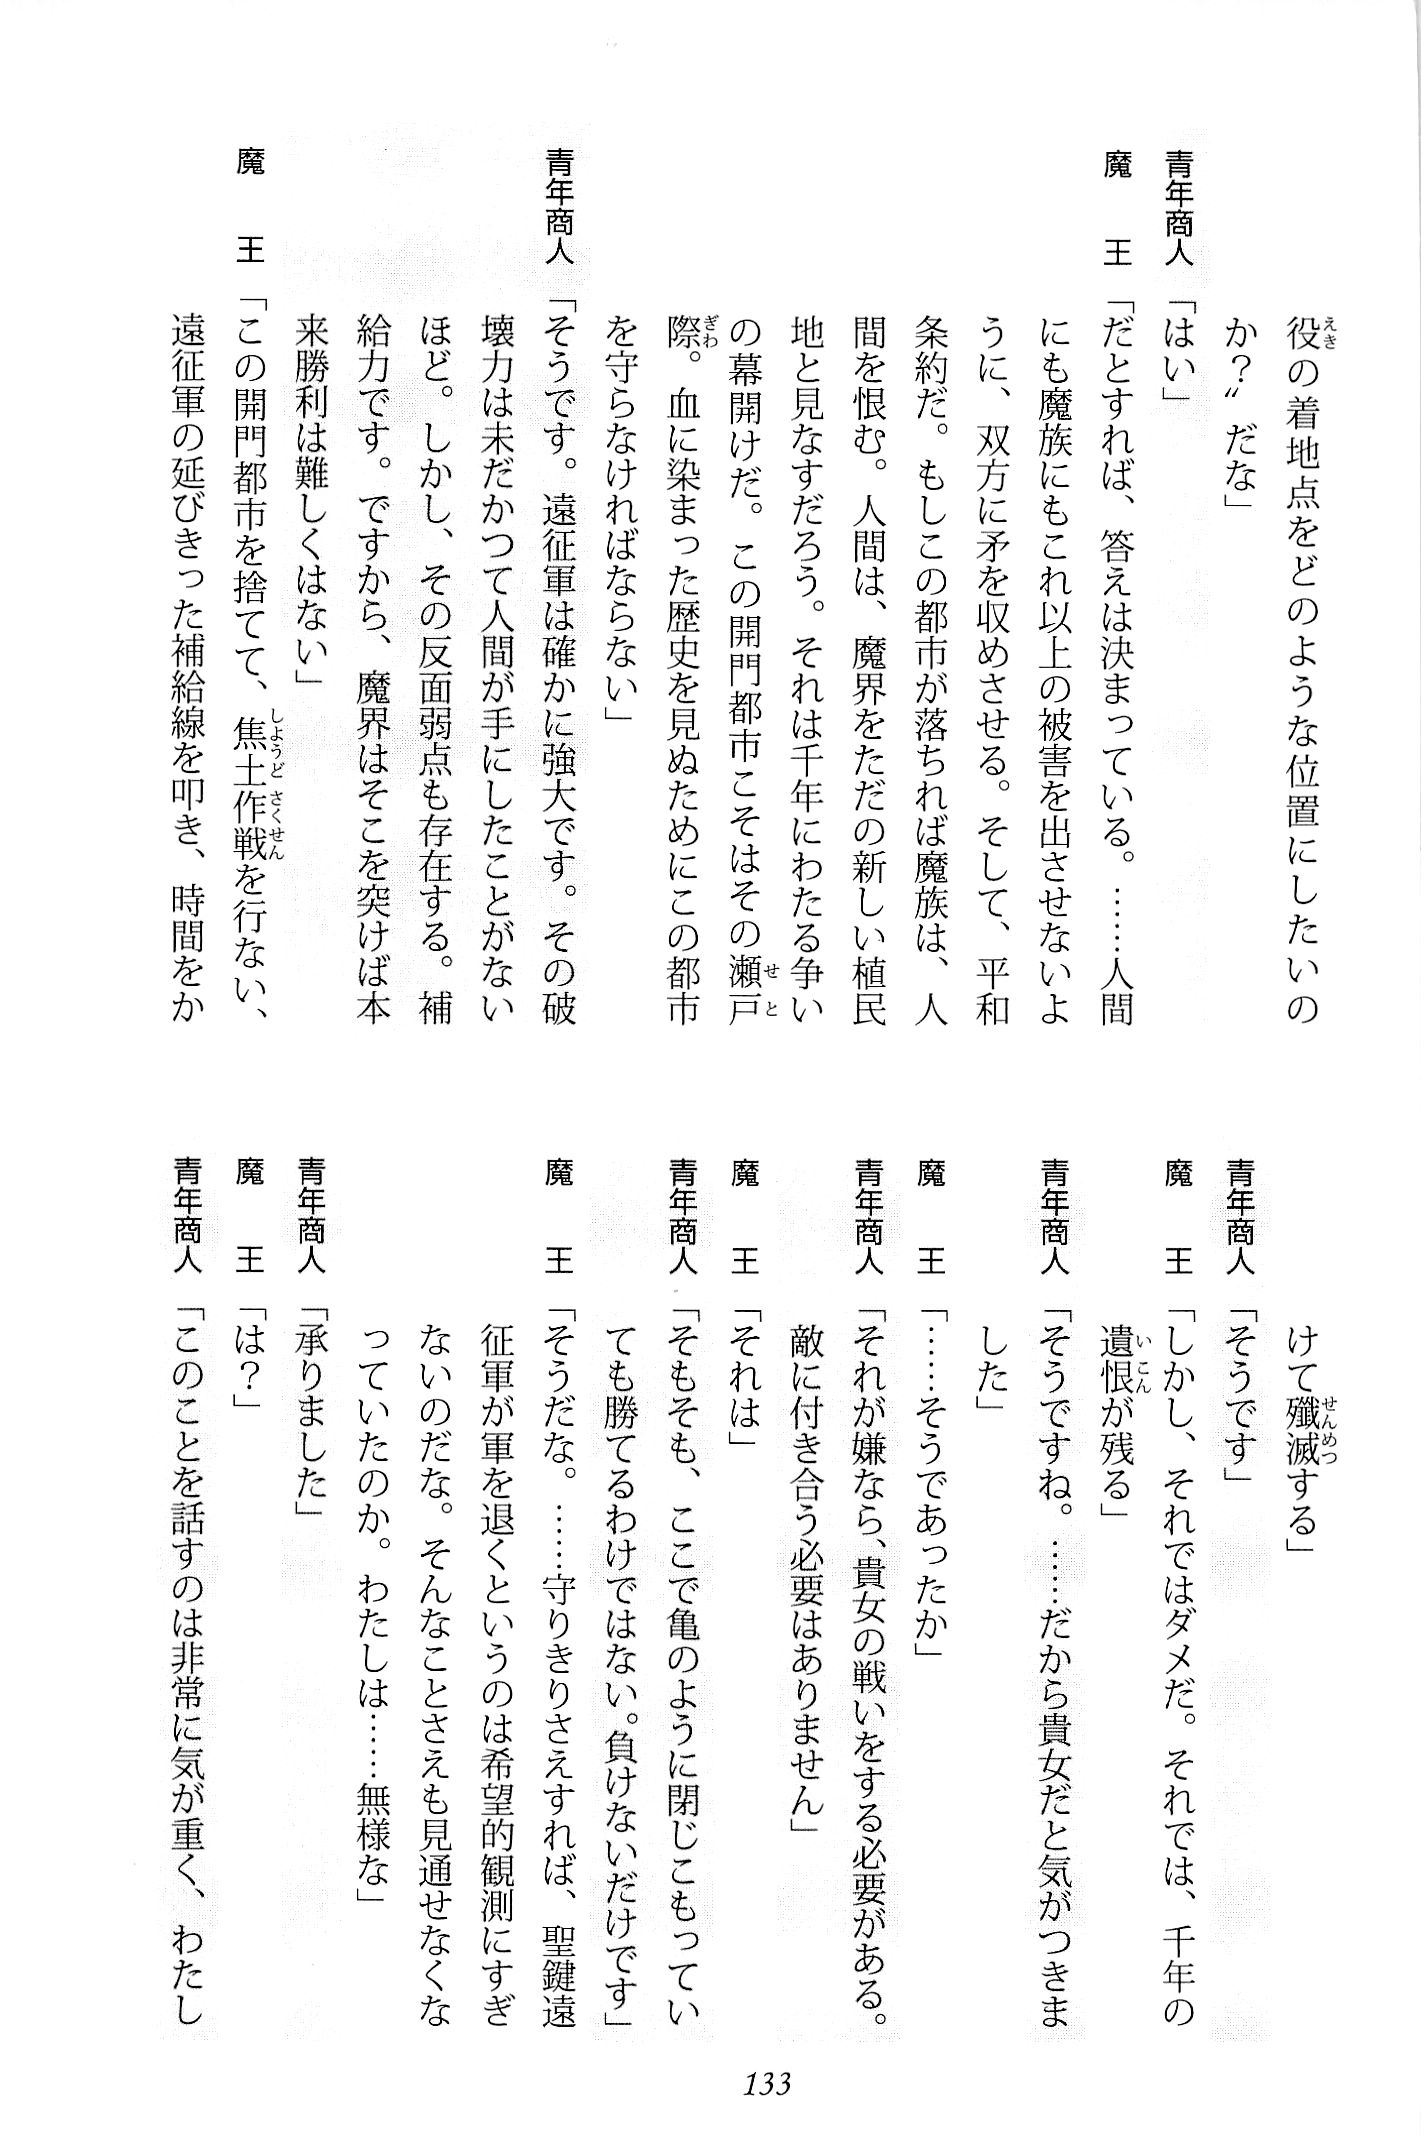 役の着地点をどのような位置にしたいの
か？〟だな」
青年商人「はい」
魔　王「だとすれば、答えは決まっている。……人間
にも魔族にもこれ以上の被害を出させないよ
うに、双方に矛を収めさせる。そして、平和
条約だ。もしこの都市が落ちれば魔族は、人
間を恨む。人間は、魔界をただの新しい植民
地と見なすだろう。それは千年にわたる争い
の幕開けだ。この開門都市こそはその瀬戸
際。血に染まった歴史を見ぬためにこの都市
を守らなければならない」
青年商人「そうです。遠征軍は確かに強大です。その破
壊力は未だかつて人間が手にしたことがない
ほど。しかし、その反面弱点も存在する。補
給力です。ですから、魔界はそこを突けば本
来勝利は難しくはない」
魔　王「この開門都市を捨てて、焦土作戦を行ない、
遠征軍の延びきった補給線を叩き、時間をか
けて殲滅する」
青年商人「そうです」
魔　王「しかし、それではダメだ。それでは、千年の
遺恨が残る」
青年商人「そうですね。……だから貴女だと気がつきま
した」
魔　王「……そうであったか」
青年商人「それが嫌なら、貴女の戦いをする必要がある。
敵に付き合う必要はありません」
魔　王「それは」
青年商人「そもそも、ここで亀のように閉じこもってい
ても勝てるわけではない。負けないだけです」
魔　王「そうだな。……守りきりさえすれば、聖鍵遠
征軍が軍を退くというのは希望的観測にすぎ
ないのだな。そんなことさえも見通せなくな
っていたのか。わたしは……無様な」
青年商人「承りました」
魔　王「は？」
青年商人「このことを話すのは非常に気が重く、わたし
133